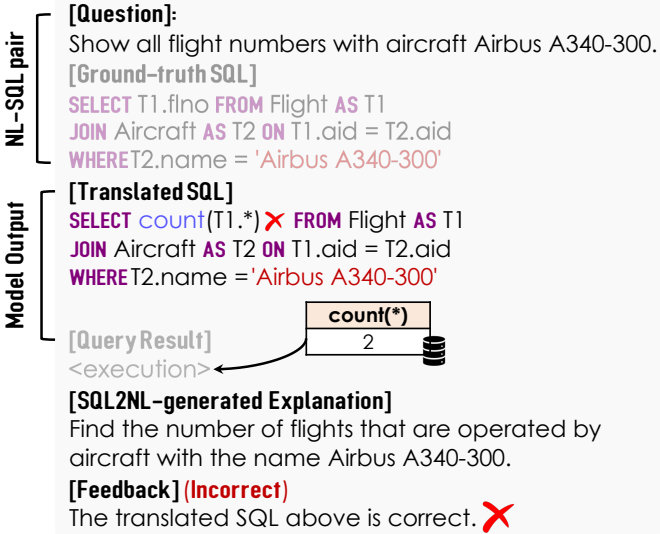 NL-SQL pair
[Question]:
Show all flight numbers with aircraft Airbus A340-300.
[Ground-truth SQL]
SELECT T1.flno FROM Flight AS T1
JOIN Aircraft AS T2 ON T1.aid = T2.aid
WHERE T2.name = 'Airbus A340-300'
Model Output
[Translated SQL]
SELECT count(T1.*) FROM Flight AS T1
JOIN Aircraft AS T2 ON T1.aid = T2.aid
WHERE T2.name = 'Airbus A340-300'
count(*)
[Query Result] 2
<execution>
[SQL2NL-generated Explanation]
Find the number of flights that are operated by
aircraft with the name Airbus A340-300.
[Feedback] (Incorrect)
The translated SQL above is correct.